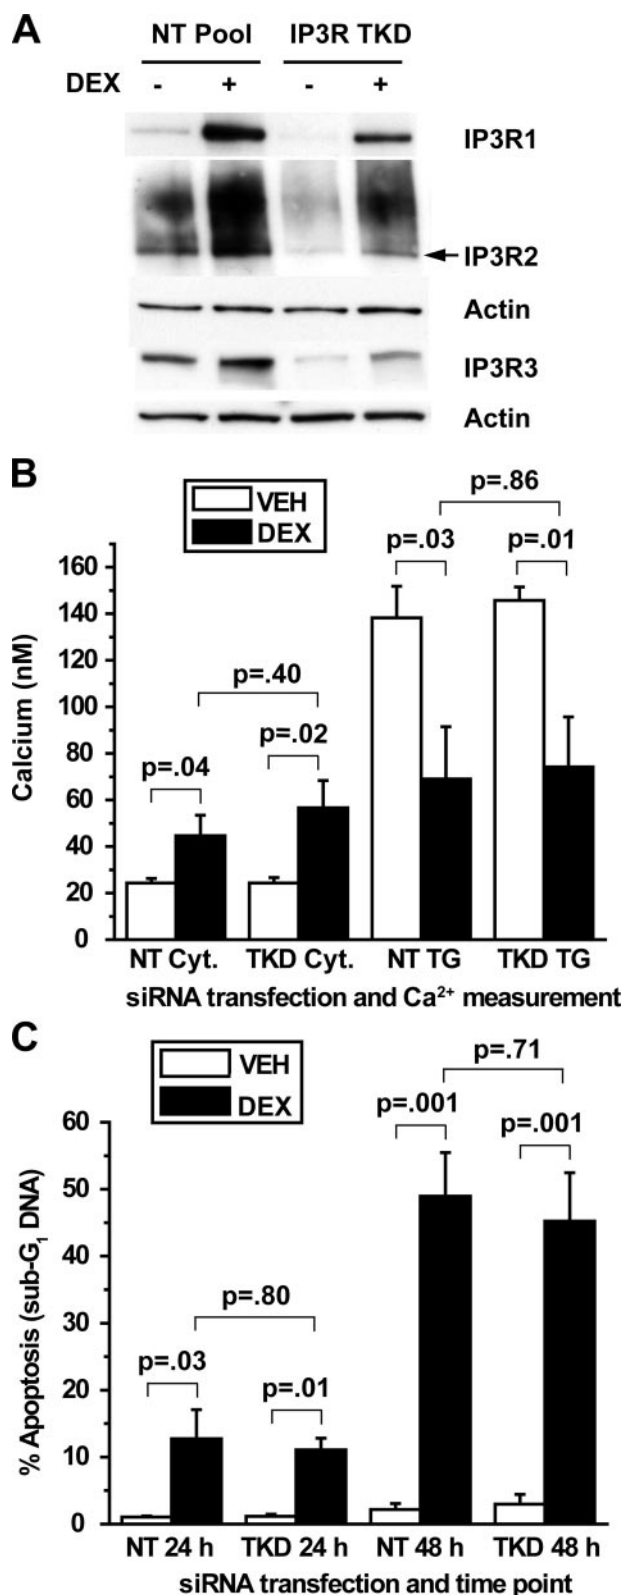 A
NT Pool IP3R TKD
DEX - + - +
IP3R1
IP3R2
Actin
IP3R3
Actin
B
VEH
DEX
p=.86
p=.03 p=.01
p=.40
p=.02
p=.04
Calcium (nM)
160
140
120
100
80
60
40
20
0
NT Cyt. TKD Cyt. NT TG TKD TG
siRNA transfection and Ca²⁺ measurement
C
VEH
DEX
p=.71
p=.001 p=.001
p=.80
p=.03 p=.01
% Apoptosis (sub-G₁ DNA)
60
50
40
30
20
10
0
NT 24 h TKD 24 h NT 48 h TKD 48 h
siRNA transfection and time point